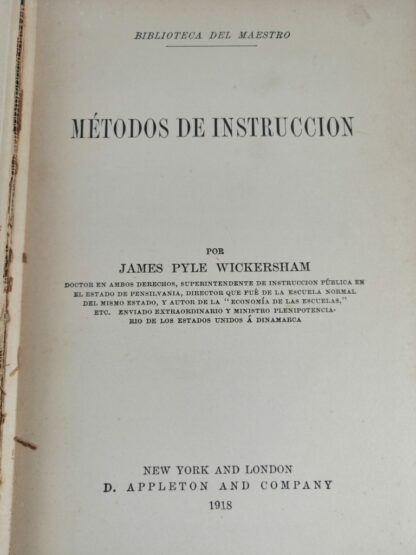 BIBLIOTECA DEL MAESTRO
MÉTODOS DE INSTRUCCION
POR
JAMES PYLE WICKERSHAM
DOCTOR EN AMBOS DERECHOS, SUPERINTENDENTE DE INSTRUCCION PÚBLICA EN
EL ESTADO DE PENSILVANIA, DIRECTOR QUE FUÉ DE LA ESCUELA NORMAL
DEL MISMO ESTADO, Y AUTOR DE LA "ECONOMÍA DE LAS ESCUELAS,"
ETC. ENVIADO EXTRAORDINARIO Y MINISTRO PLENIPOTENCIA-
RIO DE LOS ESTADOS UNIDOS Á DINAMARCA
NEW YORK AND LONDON
D. APPLETON AND COMPANY
1918